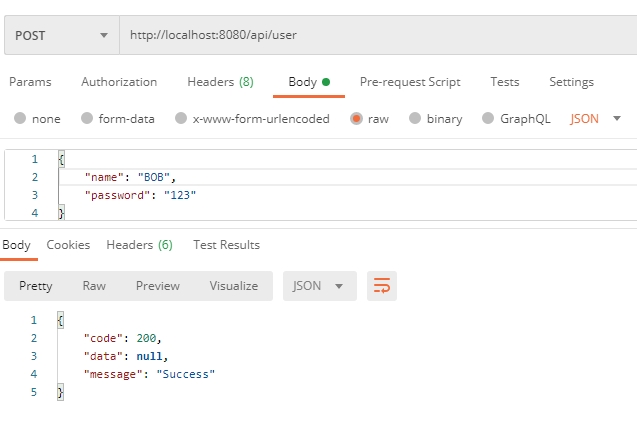 POST http://localhost:8080/api/user
Params Authorization Headers (8) Body Pre-request Script Tests Settings
none form-data x-www-form-urlencoded raw binary GraphQL JSON
1 {
2 "name": "BOB",
3 "password": "123"
4 }
Body Cookies Headers (6) Test Results
Pretty Raw Preview Visualize JSON
1 {
2 "code": 200,
3 "data": null,
4 "message": "Success"
5 }